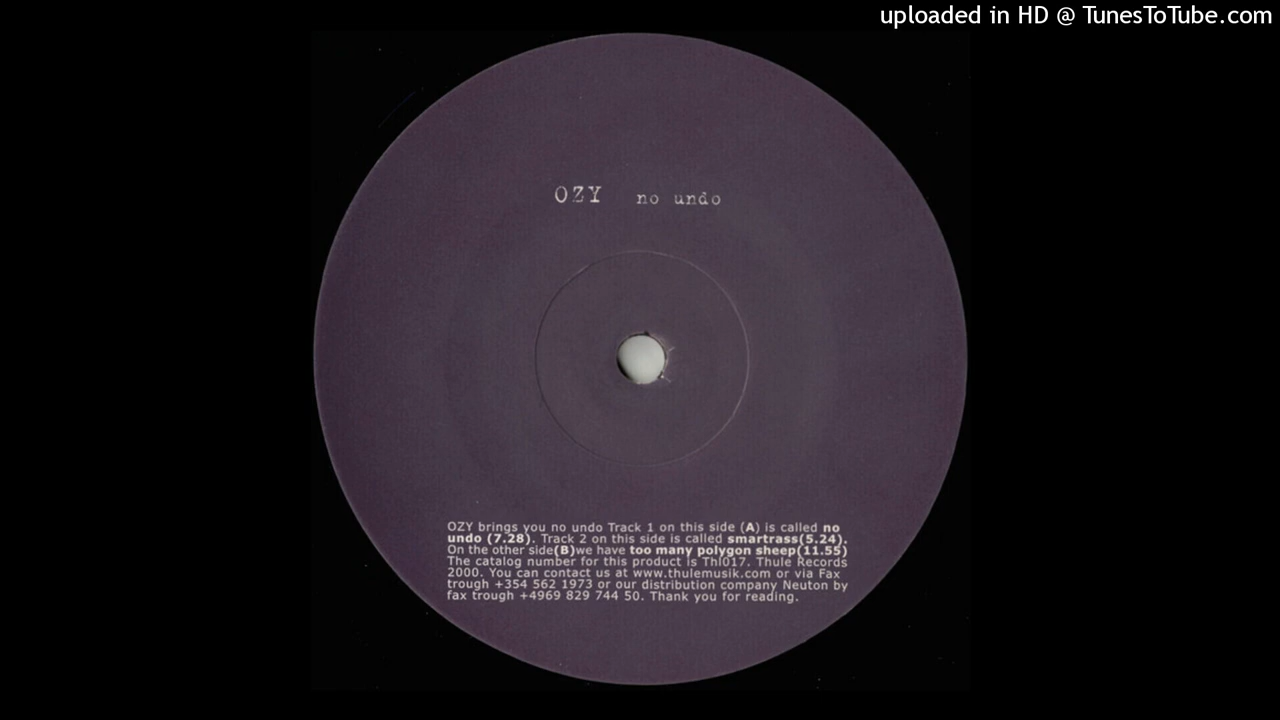 uploaded in HD @ TunesToTube.com
OZY no undo
OZY brings you no undo Track 1 on this side (A) is called no
undo (7.28). Track 2 on this side is called smartrass(5.24).
On the other side(B)we have too many polygon sheep(11.55)
The catalog number for this product is Thl017. Thule Records
2000. You can contact us at www.thulemusik.com or via Fax
trough +354 562 1973 or our distribution company Neuton by
fax trough +4969 829 744 50. Thank you for reading.